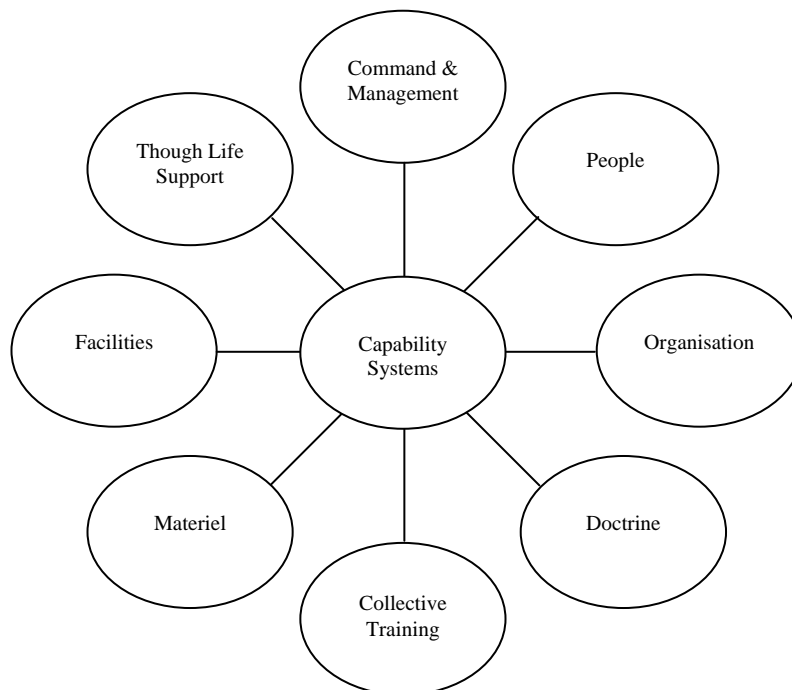 Command &
Management
Though Life
Support
People
Facilities
Capability
Systems
Organisation
Materiel
Doctrine
Collective
Training